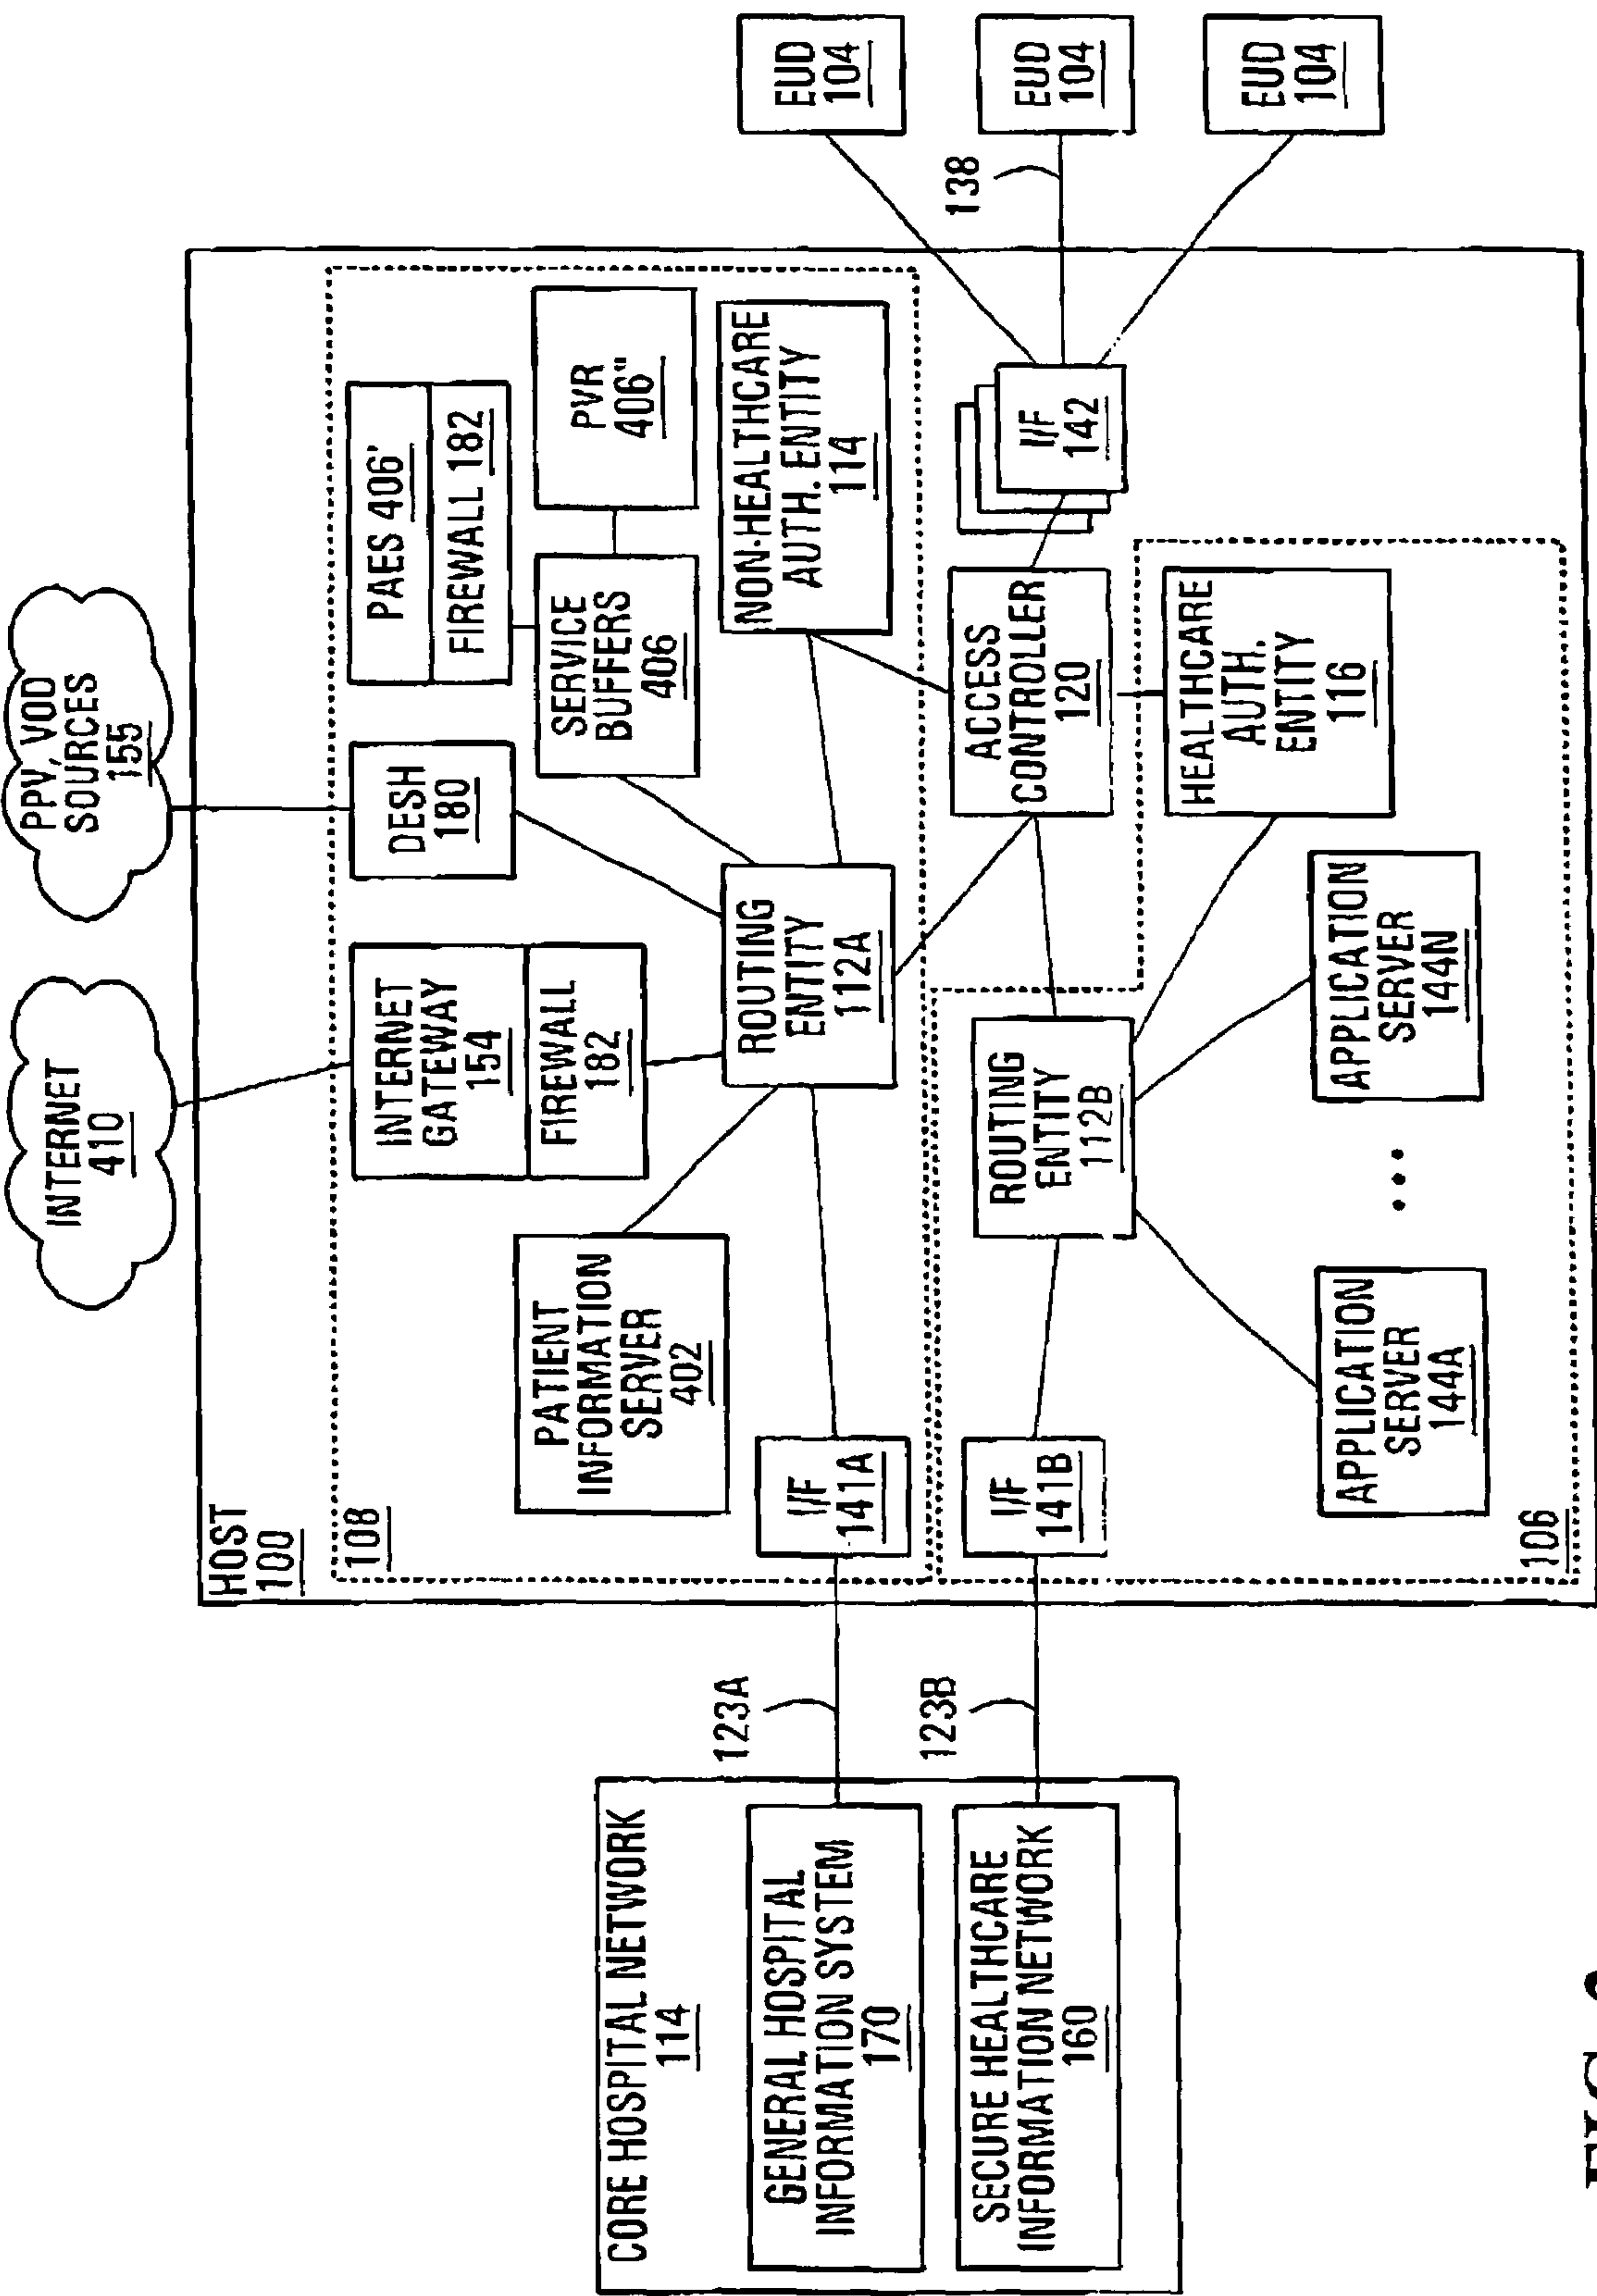 INTERNET
410
PPV, VOD
SOURCES
155
HOST
100
108
INTERNET
GATEWAY
154
FIREWALL
182
DESH
180
PAES 406'
FIREWALL 182
PATIENT
INFORMATION
SERVER
402
SERVICE
BUFFERS
406
PVR
406"
CORE HOSPITAL NETWORK
114
GENERAL HOSPITAL
INFORMATION SYSTEM
170
SECURE HEALTHCARE
INFORMATION NETWORK
160
123A
123B
I/F
141A
I/F
141B
ROUTING
ENTITY
112A
NON-HEALTHCARE
AUTH. ENTITY
114
ROUTING
ENTITY
112B
ACCESS
CONTROLLER
120
I/F
142
138
EUD
104
EUD
104
EUD
104
HEALTHCARE
AUTH.
ENTITY
116
APPLICATION
SERVER
144A
...
APPLICATION
SERVER
144N
106